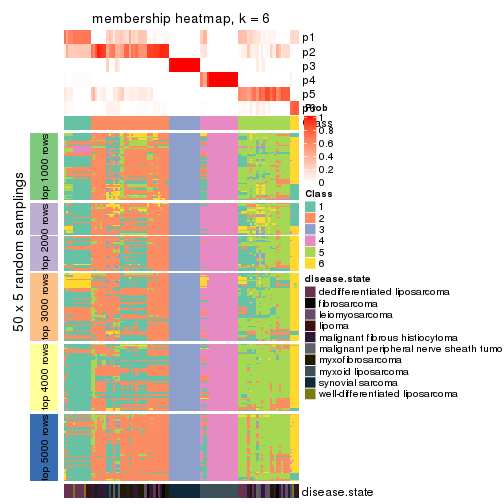 membership heatmap, k = 6
p1
p2
p3
p4
p5
Prob
1
0.8
0.6
0.4
0.2
0
Class
1
2
3
4
5
6
disease.state
dedifferentiated liposarcoma
fibrosarcoma
leiomyosarcoma
lipoma
malignant fibrous histiocytoma
malignant peripheral nerve sheath tumo
myxofibrosarcoma
myxoid liposarcoma
synovial sarcoma
well-differentiated liposarcoma
50 x 5 random samplings
top 1000 rows
top 2000 rows
top 3000 rows
top 4000 rows
top 5000 rows
disease.state